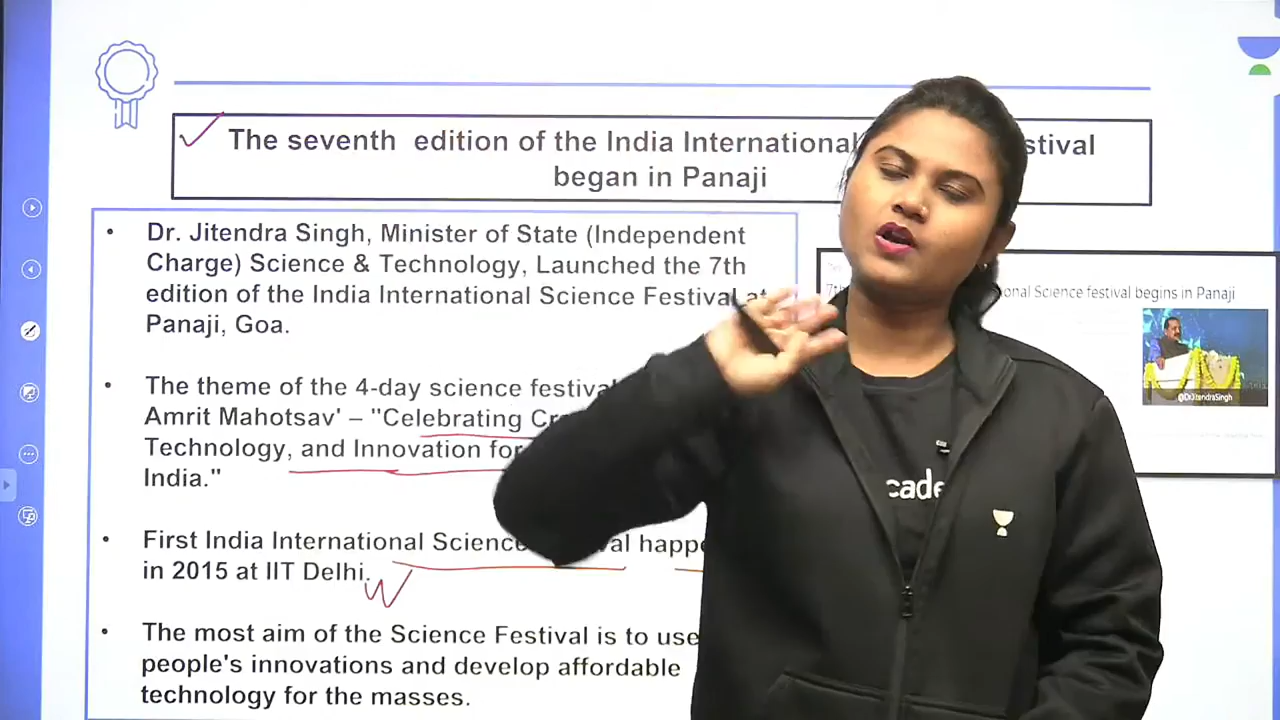 The seventh edition of the India International
stival
began in Panaji
• Dr. Jitendra Singh, Minister of State (Independent
Charge) Science & Technology, Launched the 7th
edition of the India International Science Festival at
Panaji, Goa.
• The theme of the 4-day science festival
Amrit Mahotsav' – "Celebrating
Technology, and Innovation for
India."
• First India International Science
in 2015 at IIT Delhi.
• The most aim of the Science Festival is to use
people's innovations and develop affordable
technology for the masses.
onal Science festival begins in Panaji
@DrJitendraSingh
cade